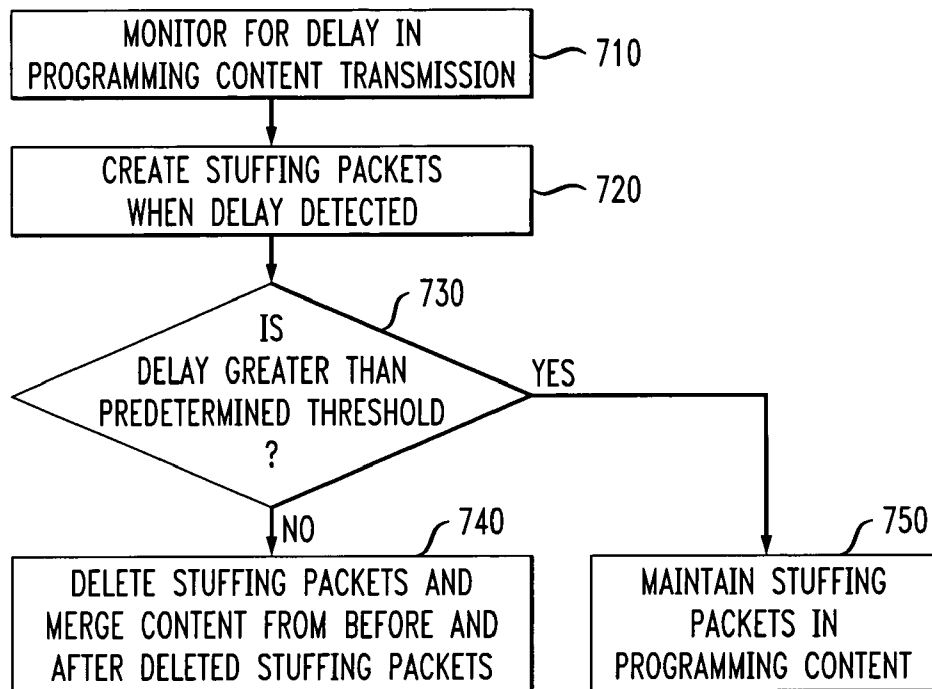 MONITOR FOR DELAY IN
PROGRAMMING CONTENT TRANSMISSION
710
CREATE STUFFING PACKETS
WHEN DELAY DETECTED
720
730
IS
DELAY GREATER THAN
PREDETERMINED THRESHOLD
?
YES
NO
740
DELETE STUFFING PACKETS AND
MERGE CONTENT FROM BEFORE AND
AFTER DELETED STUFFING PACKETS
750
MAINTAIN STUFFING
PACKETS IN
PROGRAMMING CONTENT